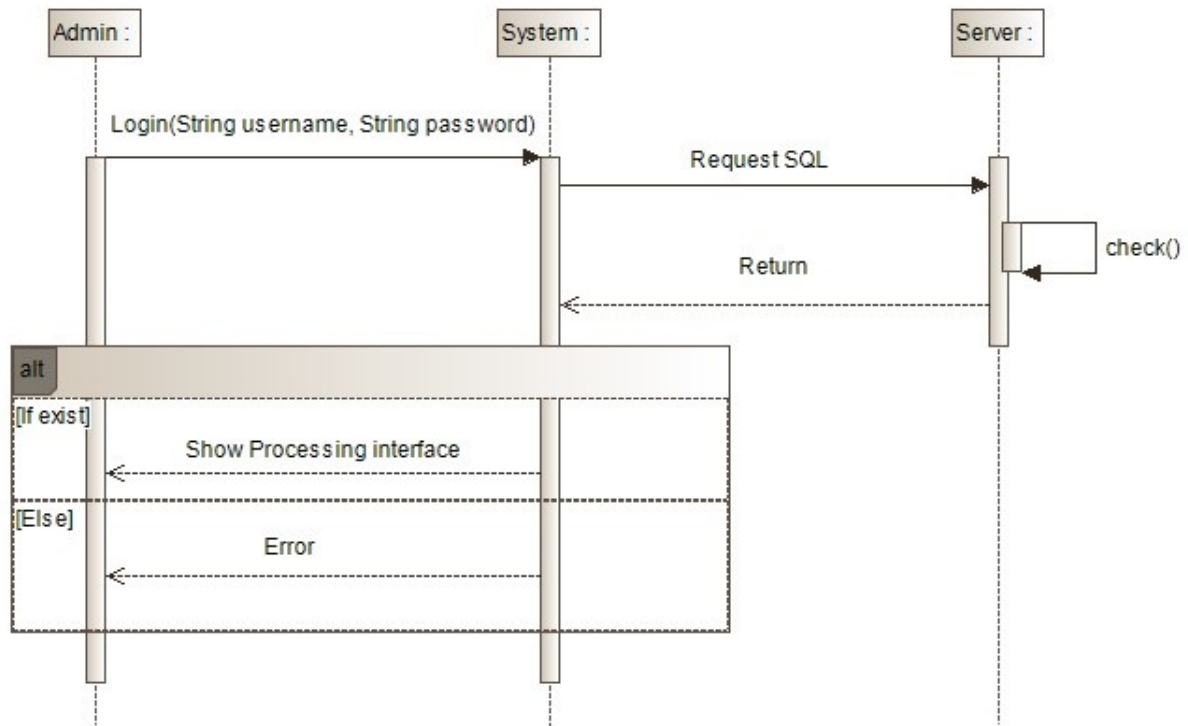 Admin :
System :
Server :
Login(String username, String password)
Request SQL
check()
Return
alt
[If exist]
Show Processing interface
[Else]
Error